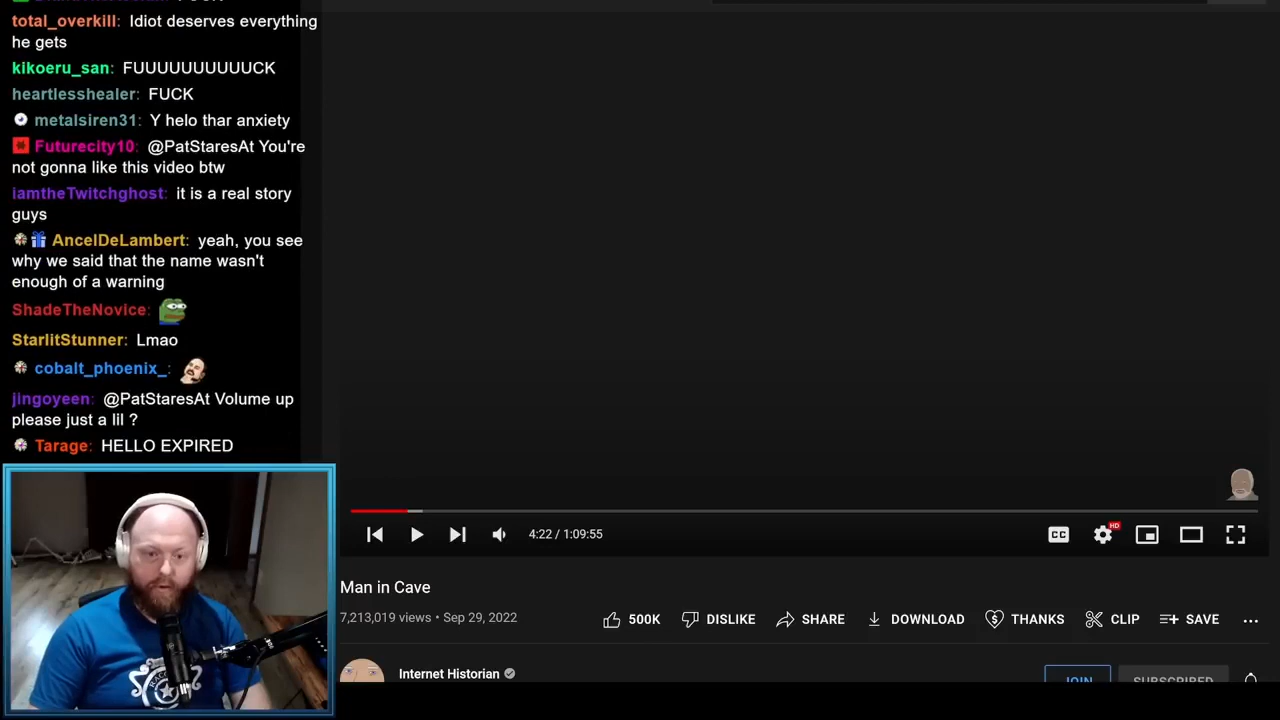 total_overkill: Idiot deserves everything
he gets
kikoeru_san: FUUUUUUUUUUCK
heartlesshealer: FUCK
metalsiren31: Y helo thar anxiety
Futurecity10: @PatStaresAt You're
not gonna like this video btw
iamtheTwitchghost: it is a real story
guys
AncelDeLambert: yeah, you see
why we said that the name wasn't
enough of a warning
ShadeTheNovice:
StarlitStunner: Lmao
cobalt_phoenix_:
jingoyeen: @PatStaresAt Volume up
please just a lil ?
Tarage: HELLO EXPIRED
4:22 / 1:09:55
CC
HD
Man in Cave
7,213,019 views • Sep 29, 2022
500K
DISLIKE
SHARE
DOWNLOAD
THANKS
CLIP
SAVE
Internet Historian
JOIN
SUBSCRIBED